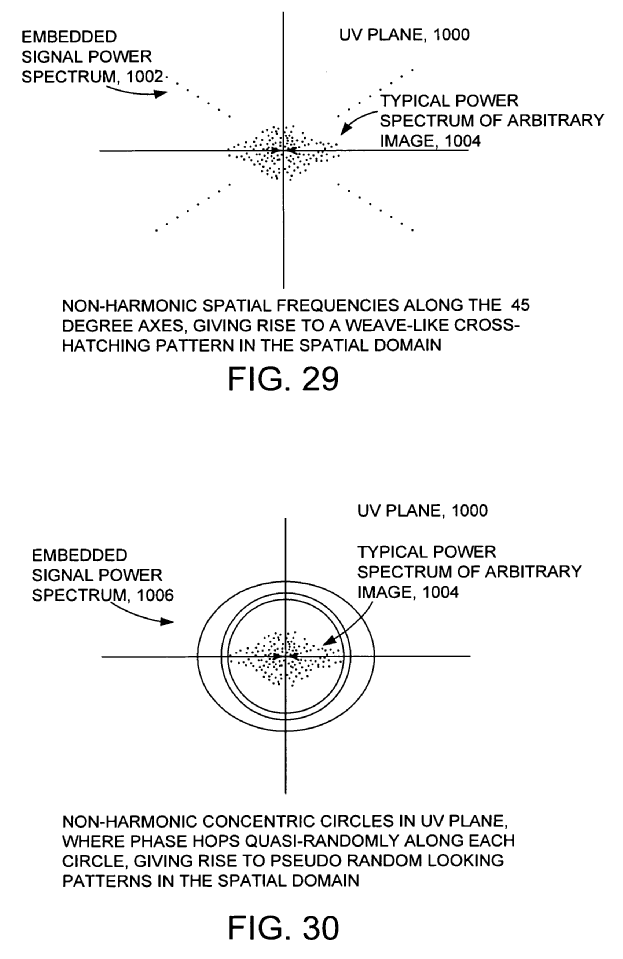 EMBEDDED
SIGNAL POWER
SPECTRUM, 1002
UV PLANE, 1000
TYPICAL POWER
SPECTRUM OF ARBITRARY
IMAGE, 1004
NON-HARMONIC SPATIAL FREQUENCIES ALONG THE 45
DEGREE AXES, GIVING RISE TO A WEAVE-LIKE CROSS-
HATCHING PATTERN IN THE SPATIAL DOMAIN
FIG. 29
UV PLANE, 1000
EMBEDDED
SIGNAL POWER
SPECTRUM, 1006
TYPICAL POWER
SPECTRUM OF ARBITRARY
IMAGE, 1004
NON-HARMONIC CONCENTRIC CIRCLES IN UV PLANE,
WHERE PHASE HOPS QUASI-RANDOMLY ALONG EACH
CIRCLE, GIVING RISE TO PSEUDO RANDOM LOOKING
PATTERNS IN THE SPATIAL DOMAIN
FIG. 30